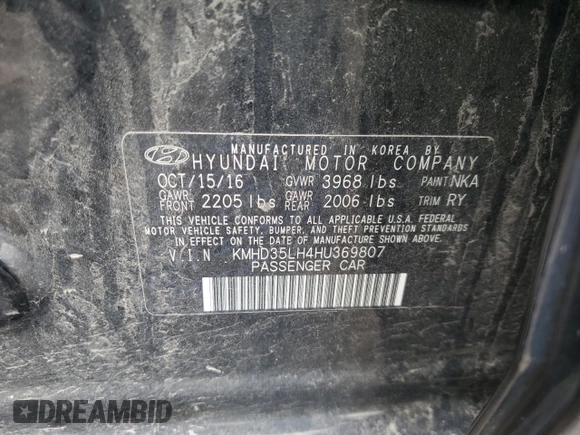 MANUFACTURED IN KOREA BY
HYUNDAI MOTOR COMPANY
OCT/15/16 GVWR 3968 lbs PAINT NKA
GAWR FRONT 2205 lbs GAWR REAR 2006 lbs TRIM RY
THIS VEHICLE CONFORMS TO ALL APPLICABLE U.S.A. FEDERAL
MOTOR VEHICLE SAFETY, BUMPER, AND THEFT PREVENTION STANDARDS
IN EFFECT ON THE DATE OF MANUFACTURE SHOWN ABOVE.
V.I.N. KMHD35LH4HU369807
PASSENGER CAR
DREAMBID